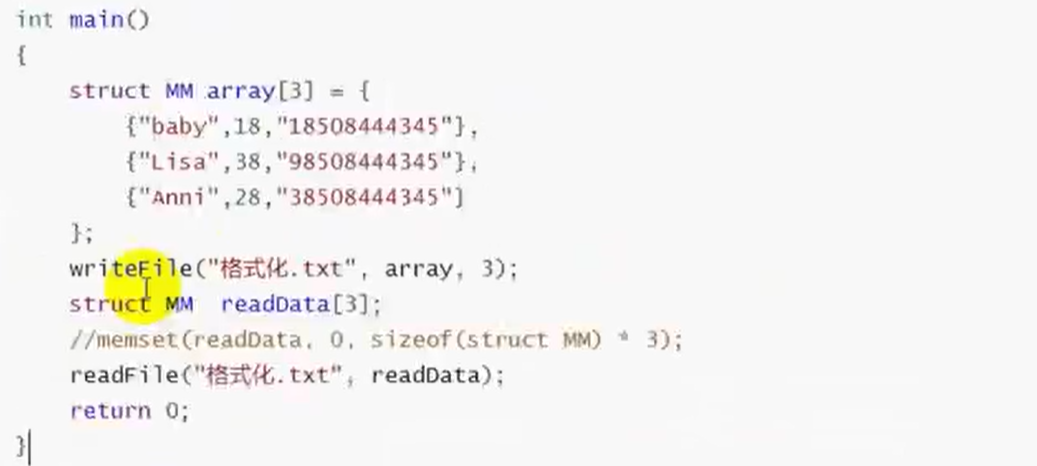 int main()
{
    struct MM array[3] = {
        {"baby",18,"18508444345"},
        {"Lisa",38,"98508444345"},
        {"Anni",28,"38508444345"}
    };
    writeFile("格式化.txt", array, 3);
    struct MM  readData[3];
    //memset(readData, 0, sizeof(struct MM) * 3);
    readFile("格式化.txt", readData);
    return 0;
}